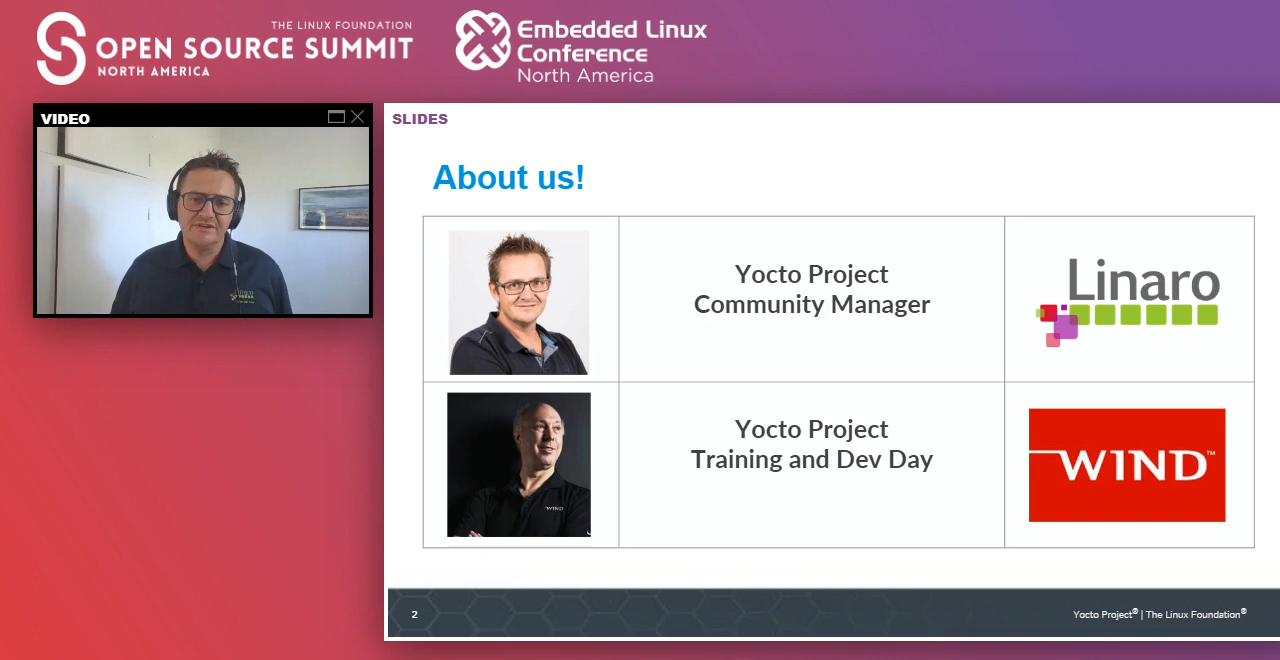 THE LINUX FOUNDATION
OPEN SOURCE SUMMIT
NORTH AMERICA
Embedded Linux
Conference
North America
VIDEO
SLIDES
About us!
Yocto Project
Community Manager
Linaro
Yocto Project
Training and Dev Day
WIND
WIND™
2
Yocto Project® | The Linux Foundation®